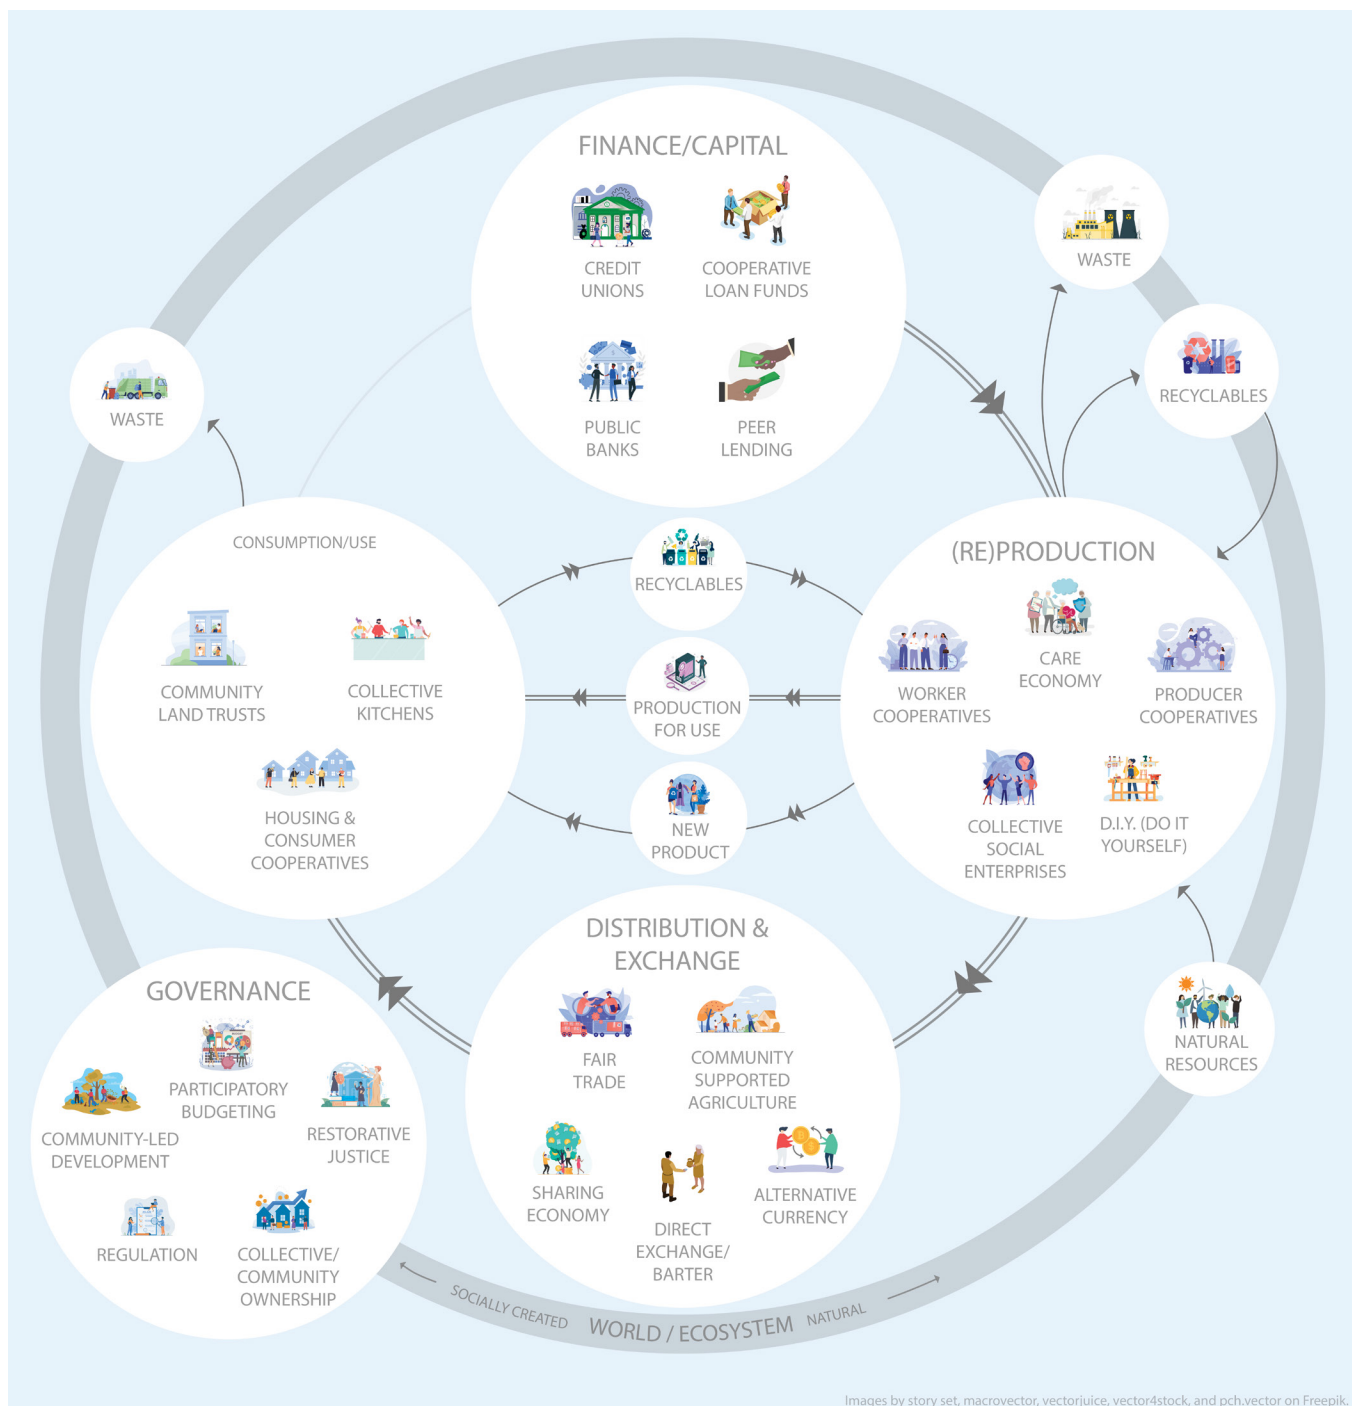 FINANCE/CAPITAL
CREDIT
UNIONS
COOPERATIVE
LOAN FUNDS
PUBLIC
BANKS
PEER
LENDING
WASTE
RECYCLABLES
WASTE
CONSUMPTION/USE
COMMUNITY
LAND TRUSTS
COLLECTIVE
KITCHENS
HOUSING &
CONSUMER
COOPERATIVES
RECYCLABLES
PRODUCTION
FOR USE
NEW
PRODUCT
(RE)PRODUCTION
CARE
ECONOMY
WORKER
COOPERATIVES
PRODUCER
COOPERATIVES
COLLECTIVE
SOCIAL
ENTERPRISES
D.I.Y. (DO IT
YOURSELF)
DISTRIBUTION &
EXCHANGE
FAIR
TRADE
COMMUNITY
SUPPORTED
AGRICULTURE
SHARING
ECONOMY
DIRECT
EXCHANGE/
BARTER
ALTERNATIVE
CURRENCY
NATURAL
RESOURCES
GOVERNANCE
PARTICIPATORY
BUDGETING
COMMUNITY-LED
DEVELOPMENT
RESTORATIVE
JUSTICE
REGULATION
COLLECTIVE/
COMMUNITY
OWNERSHIP
SOCIALLY CREATED WORLD / ECOSYSTEM NATURAL
Images by story set, macrovector, vectorjuice, vector4stock, and pch.vector on Freepik.